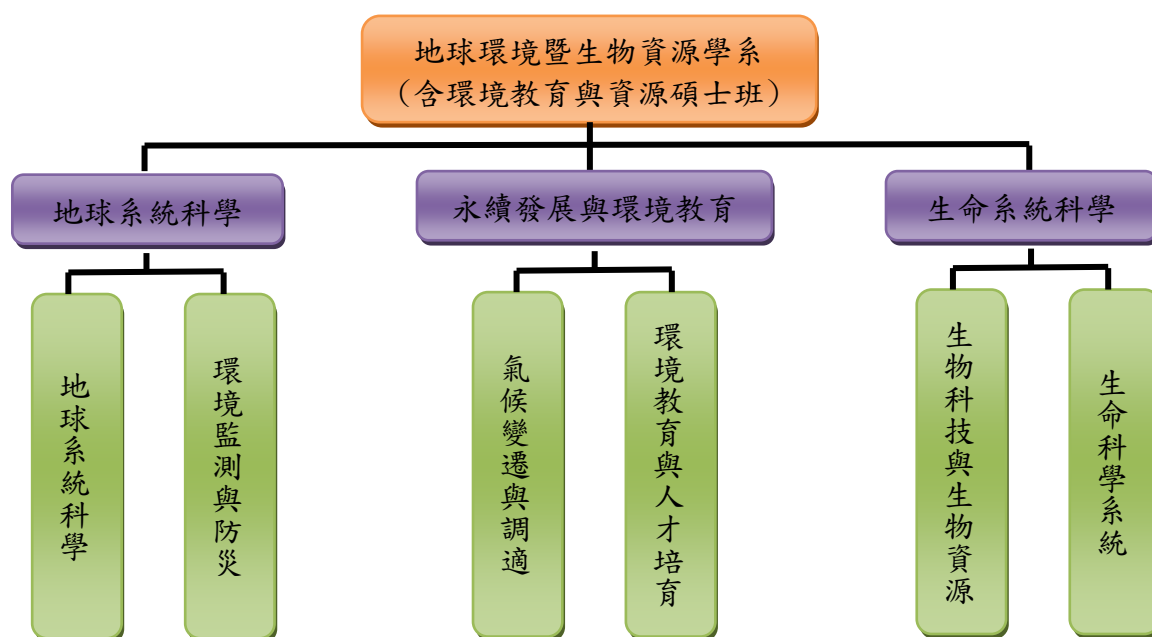 地球環境暨生物資源學系
（含環境教育與資源碩士班）
地球系統科學
永續發展與環境教育
生命系統科學
地球系統科學
環境監測與防災
氣候變遷與調適
環境教育與人才培育
生物科技與生物資源
生命科學系統